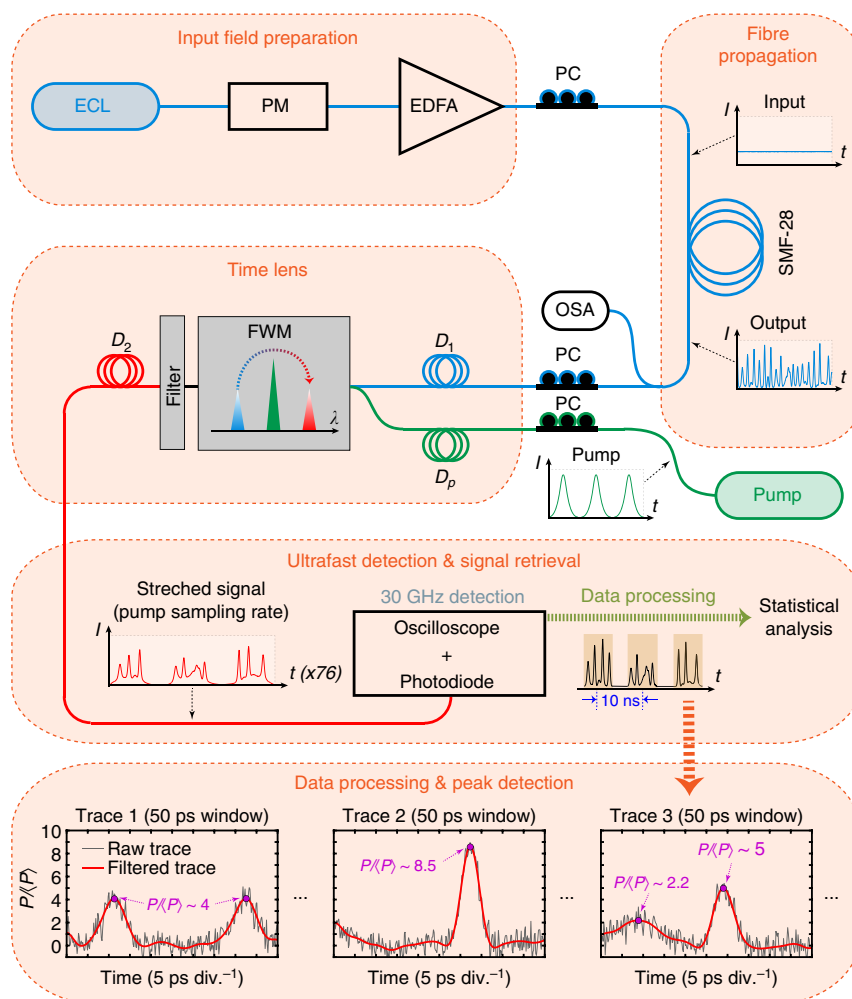 Input field preparation
ECL
PM
EDFA
PC
Fibre
propagation
Input
I
t
SMF-28
Output
I
t
OSA
Time lens
D2
Filter
FWM
λ
D1
PC
PC
Dp
Pump
I
t
Pump
Ultrafast detection & signal retrieval
Streched signal
(pump sampling rate)
I
t (x76)
30 GHz detection
Oscilloscope
+
Photodiode
Data processing
Statistical
analysis
10 ns
t
Data processing & peak detection
Trace 1 (50 ps window)
Trace 2 (50 ps window)
Trace 3 (50 ps window)
P/⟨P⟩
10
8
6
4
2
0
Raw trace
Filtered trace
P/⟨P⟩ ~ 4
...
P/⟨P⟩ ~ 8.5
...
P/⟨P⟩ ~ 2.2
P/⟨P⟩ ~ 5
...
Time (5 ps div.⁻¹)
Time (5 ps div.⁻¹)
Time (5 ps div.⁻¹)